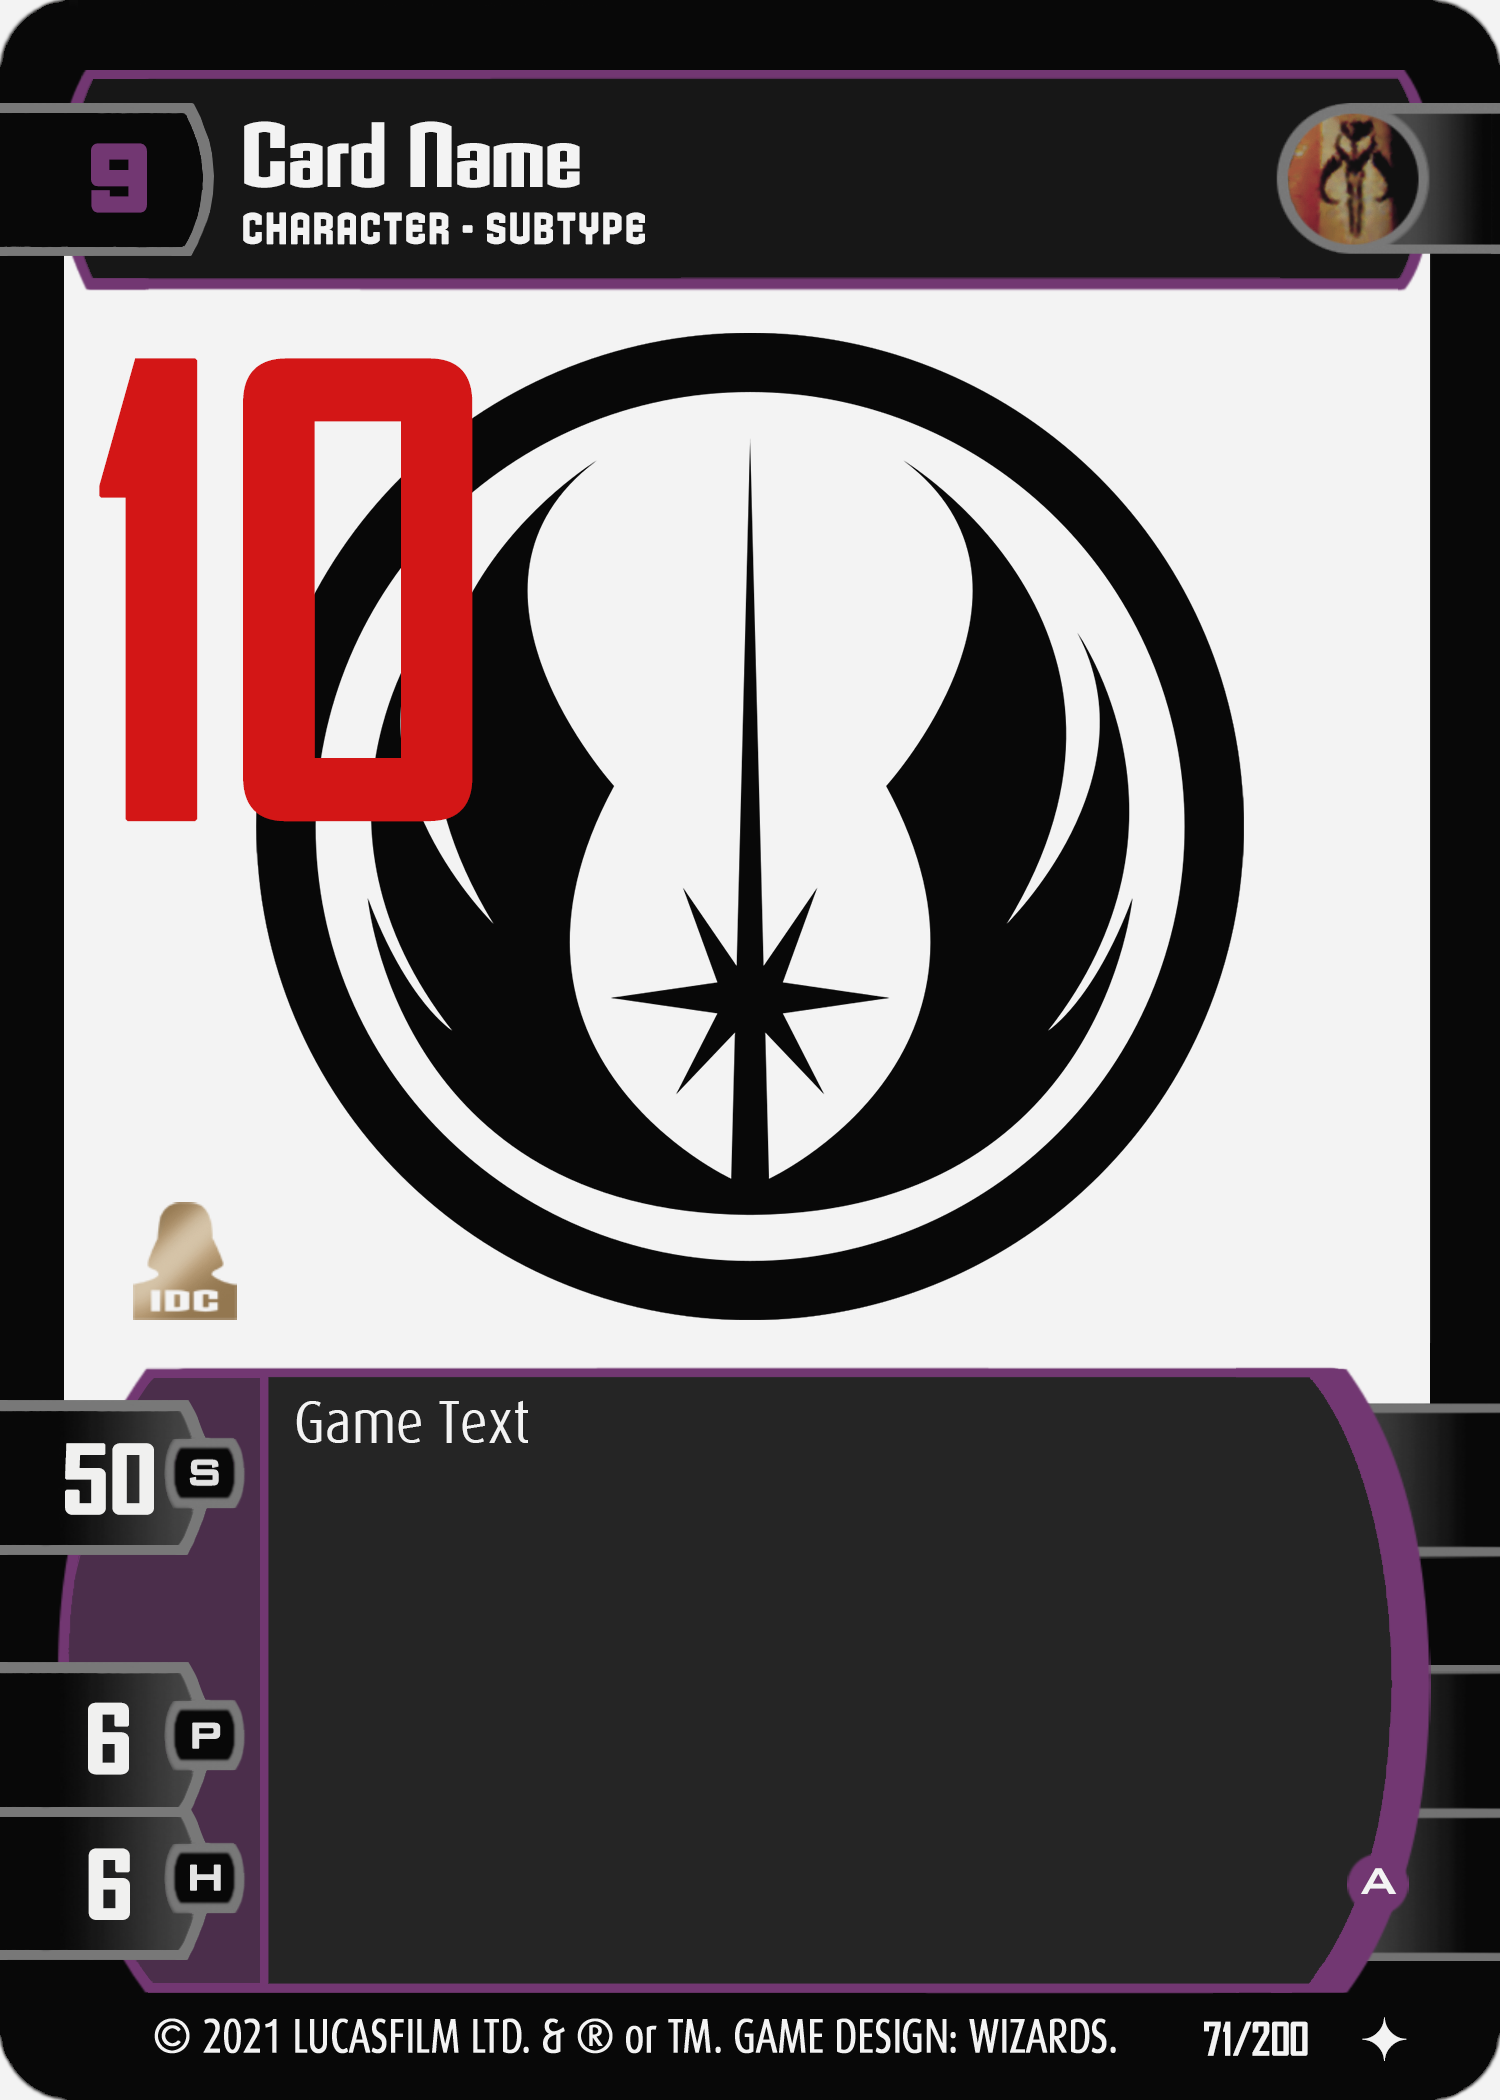 9
Card Name
CHARACTER - SUBTYPE
10
IDC
50 S
Game Text
6 P
6 H
A
© 2021 LUCASFILM LTD. & ® or TM. GAME DESIGN: WIZARDS. 71/200